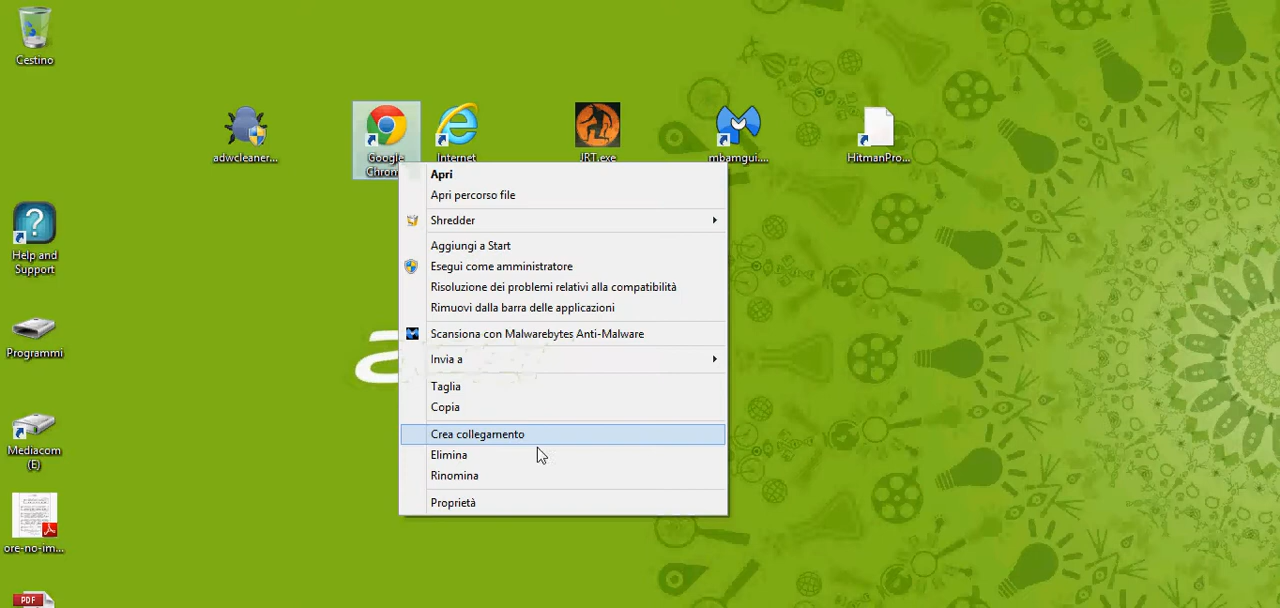 Cestino
adwcleaner...
Google
Chrom
Internet
JRT.exe
mbamgui....
HitmanPro...
Help and
Support
Programmi
Mediacom
(E)
ore-no-im...
PDF
a
Apri
Apri percorso file
Shredder
Aggiungi a Start
Esegui come amministratore
Risoluzione dei problemi relativi alla compatibilità
Rimuovi dalla barra delle applicazioni
Scansiona con Malwarebytes Anti-Malware
Invia a
Taglia
Copia
Crea collegamento
Elimina
Rinomina
Proprietà